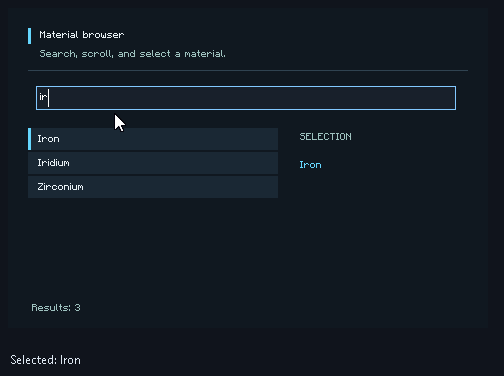 Material browser
Search, scroll, and select a material.
ir
Iron
Iridium
Zirconium
SELECTION
Iron
Results: 3
Selected: Iron